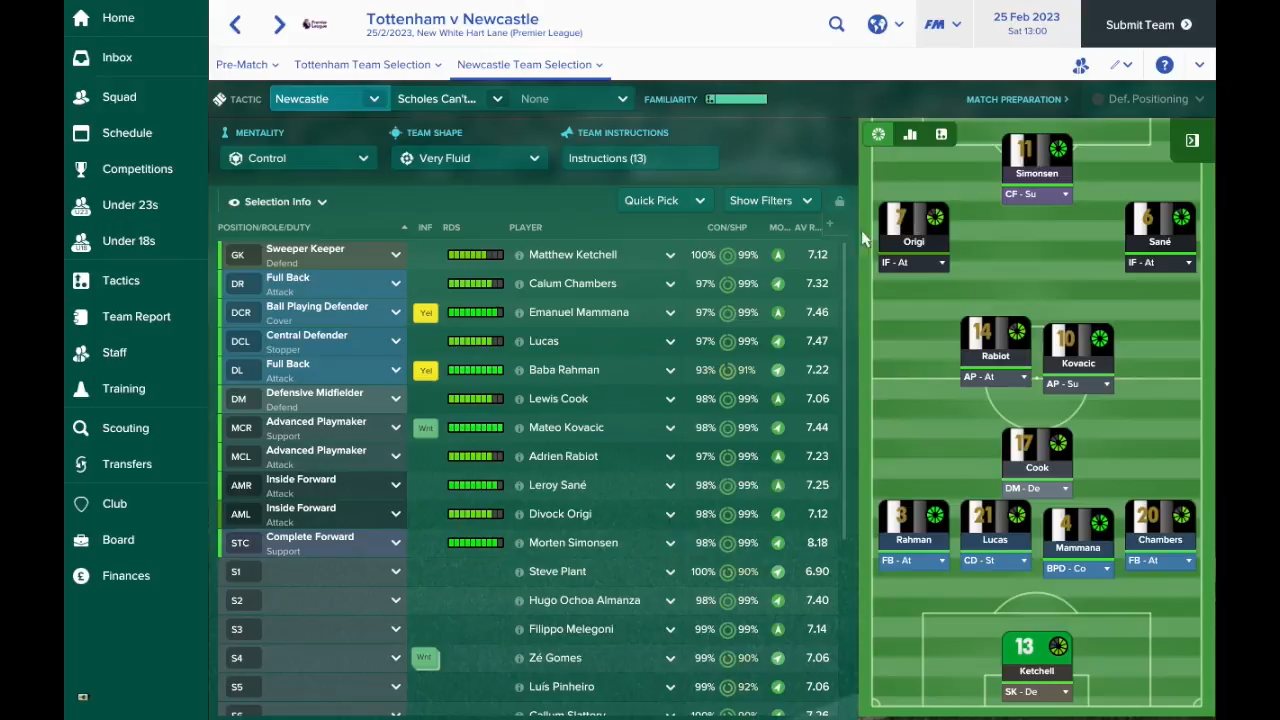 Home
Inbox
Squad
Schedule
Competitions
Under 23s
Under 18s
Tactics
Team Report
Staff
Training
Scouting
Transfers
Club
Board
Finances
Tottenham v Newcastle
25/2/2023, New White Hart Lane (Premier League)
FM
25 Feb 2023
Sat 13:00
Submit Team
Pre-Match
Tottenham Team Selection
Newcastle Team Selection
TACTIC Newcastle Scholes Can't... None FAMILIARITY MATCH PREPARATION > Def. Positioning
MENTALITY TEAM SHAPE TEAM INSTRUCTIONS
Control Very Fluid Instructions (13)
Selection Info Quick Pick Show Filters
POSITION/ROLE/DUTY INF RDS PLAYER CON/SHP MO... AV R...
GK Sweeper Keeper Defend Matthew Ketchell 100% 99% 7.12
DR Full Back Attack Calum Chambers 97% 99% 7.32
DCR Ball Playing Defender Cover Yel Emanuel Mammana 97% 99% 7.46
DCL Central Defender Stopper Lucas 97% 99% 7.47
DL Full Back Attack Yel Baba Rahman 93% 91% 7.22
DM Defensive Midfielder Defend Lewis Cook 98% 99% 7.06
MCR Advanced Playmaker Support Wnt Mateo Kovacic 98% 99% 7.44
MCL Advanced Playmaker Attack Adrien Rabiot 97% 99% 7.23
AMR Inside Forward Attack Leroy Sané 98% 99% 7.25
AML Inside Forward Attack Divock Origi 98% 99% 7.12
STC Complete Forward Support Morten Simonsen 98% 99% 8.18
S1 Steve Plant 100% 90% 6.90
S2 Hugo Ochoa Almanza 98% 99% 7.40
S3 Filippo Melegoni 99% 99% 7.14
S4 Wnt Zé Gomes 99% 90% 7.06
S5 Luís Pinheiro 99% 92% 7.06
S6 Callum Slattery 100% 90% 7.26
11
Simonsen
CF - Su
7 6
Origi Sané
IF - At IF - At
14 10
Rabiot Kovacic
AP - At AP - Su
17
Cook
DM - De
3 21 4 20
Rahman Lucas Mammana Chambers
FB - At CD - St BPD - Co FB - At
13
Ketchell
SK - De